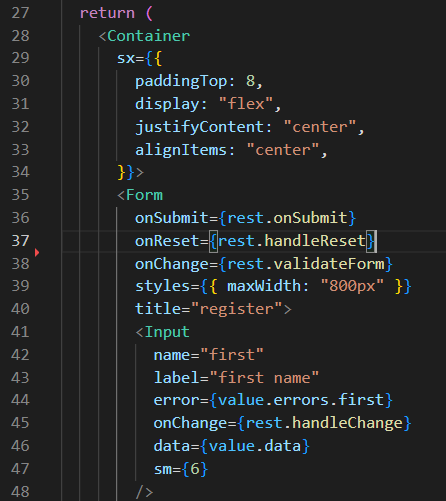 27 return (
28 <Container
29 sx={{
30 paddingTop: 8,
31 display: "flex",
32 justifyContent: "center",
33 alignItems: "center",
34 }}>
35 <Form
36 onSubmit={rest.onSubmit}
37 onReset={rest.handleReset}
38 onChange={rest.validateForm}
39 styles={{ maxWidth: "800px" }}
40 title="register">
41 <Input
42 name="first"
43 label="first name"
44 error={value.errors.first}
45 onChange={rest.handleChange}
46 data={value.data}
47 sm={6}
48 />